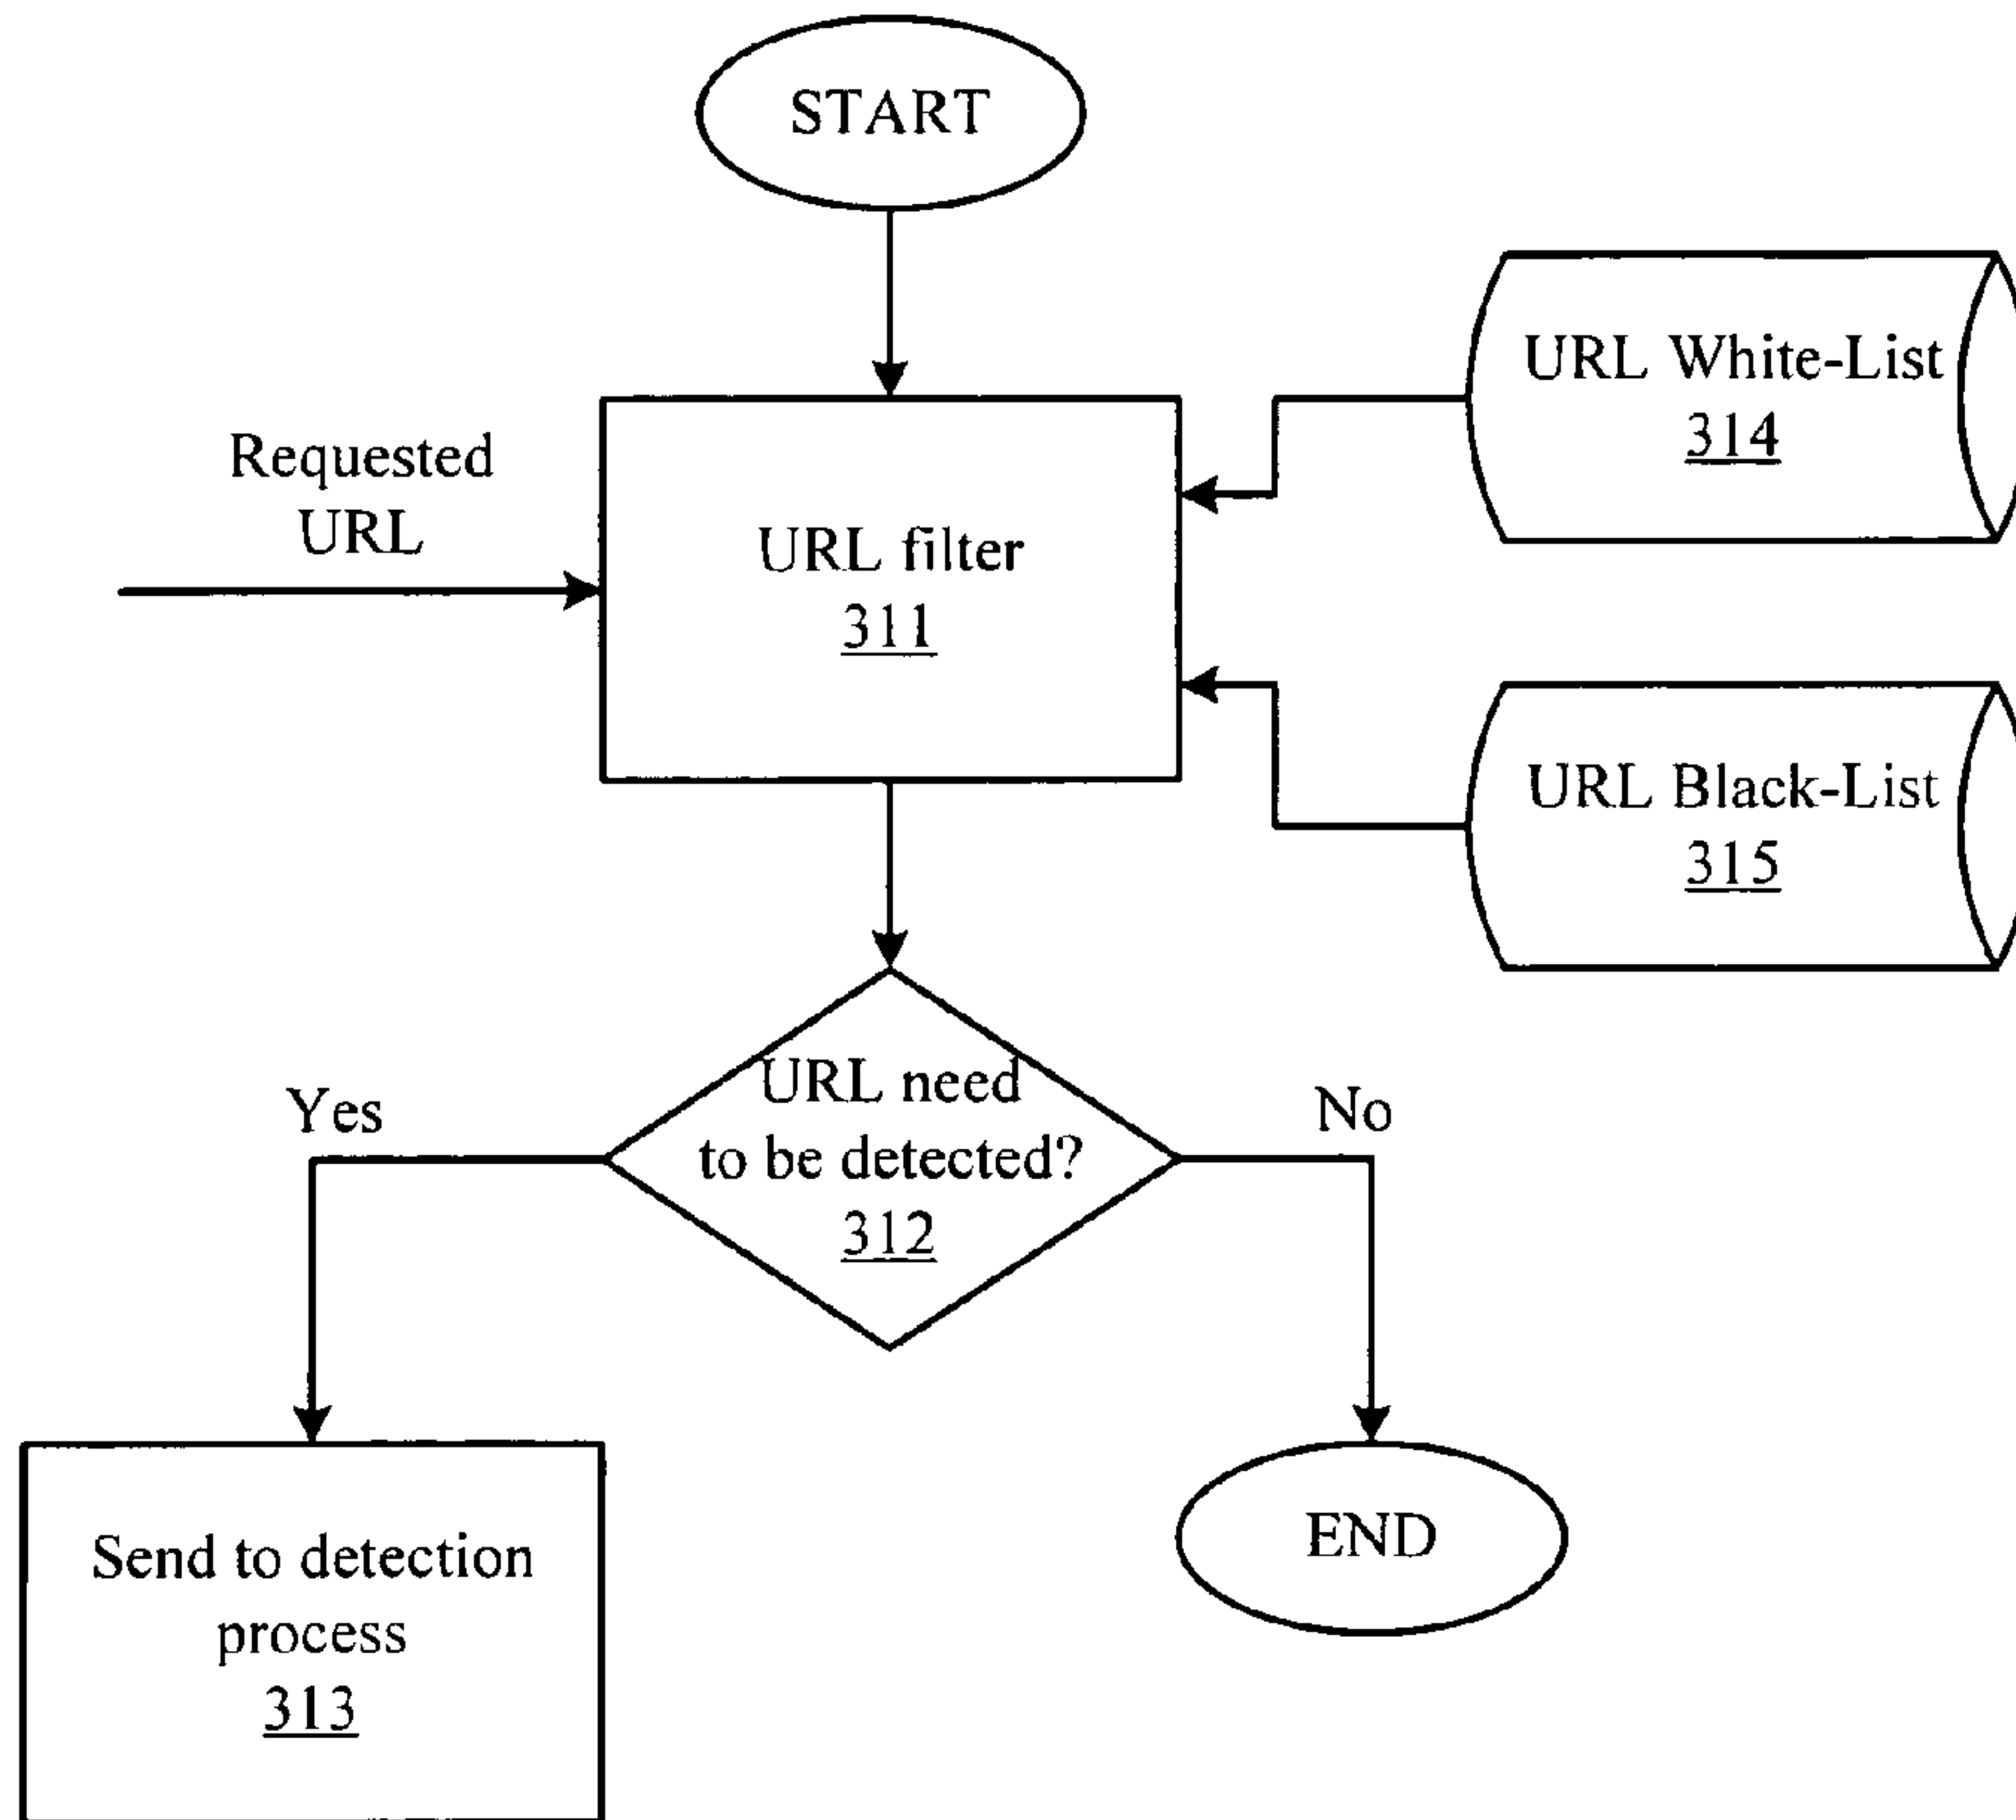 START
URL White-List
314
Requested
URL
URL filter
311
URL Black-List
315
URL need
to be detected?
312
Yes
No
Send to detection
process
313
END